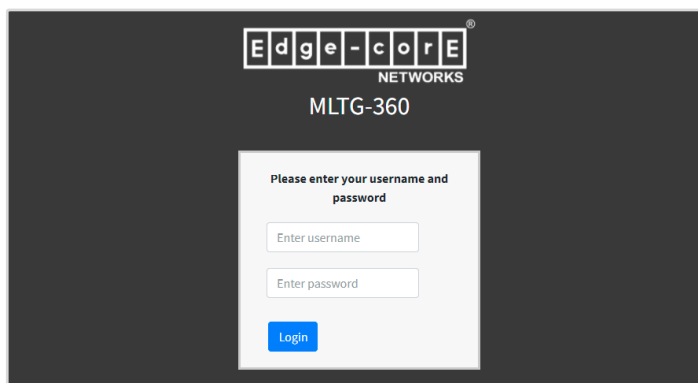 Edge-corE®
NETWORKS
MLTG-360
Please enter your username and
password
Enter username
Enter password
Login